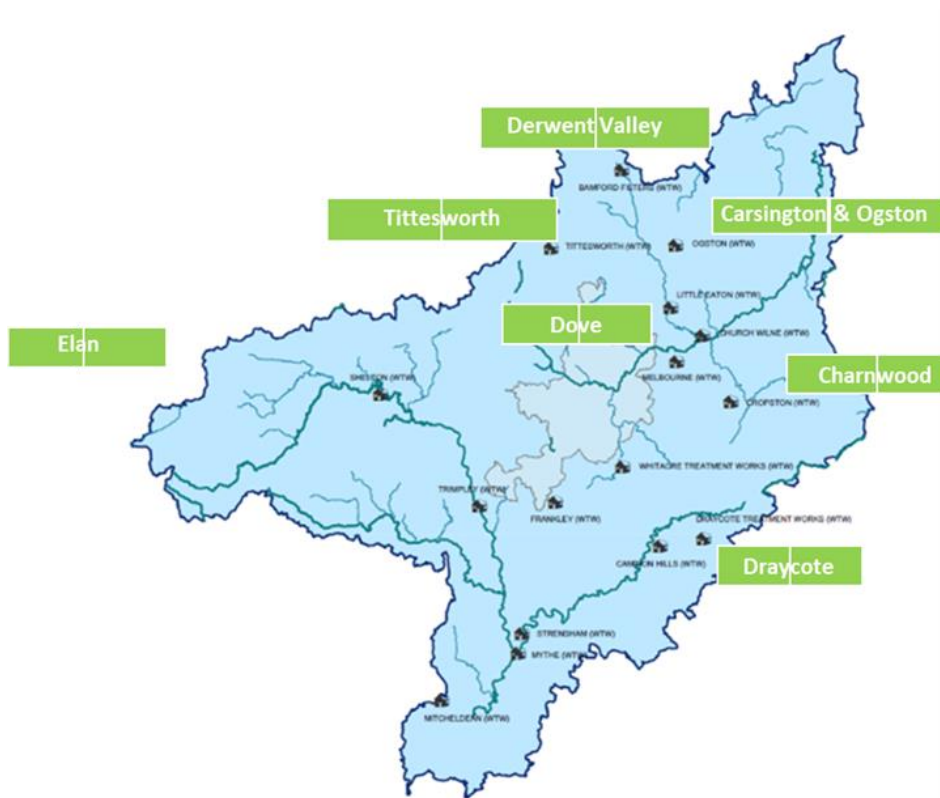 Derwent Valley
BAMFORD FILTERS (WTW)
Tittesworth
Carsington & Ogston
TITTESWORTH (WTW)
OGSTON (WTW)
LITTLE EATON (WTW)
Dove
CHURCH WILNE (WTW)
Elan
MELBOURNE (WTW)
Charnwood
SHELTON (WTW)
CROPSTON (WTW)
WHITACRE TREATMENT WORKS (WTW)
TRIMPLEY (WTW)
FRANKLEY (WTW)
DRAYCOTE TREATMENT WORKS (WTW)
CAMPION HILLS (WTW)
Draycote
STRENSHAM (WTW)
MYTHE (WTW)
MITCHELDEAN (WTW)